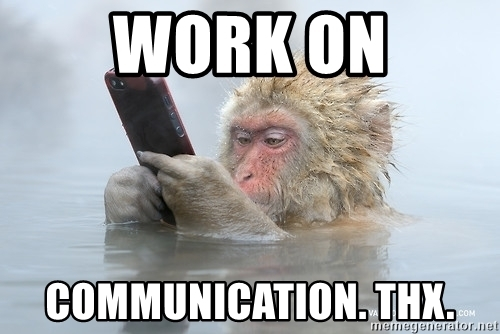 WORK ON
COMMUNICATION. THX.
memegenerator.net